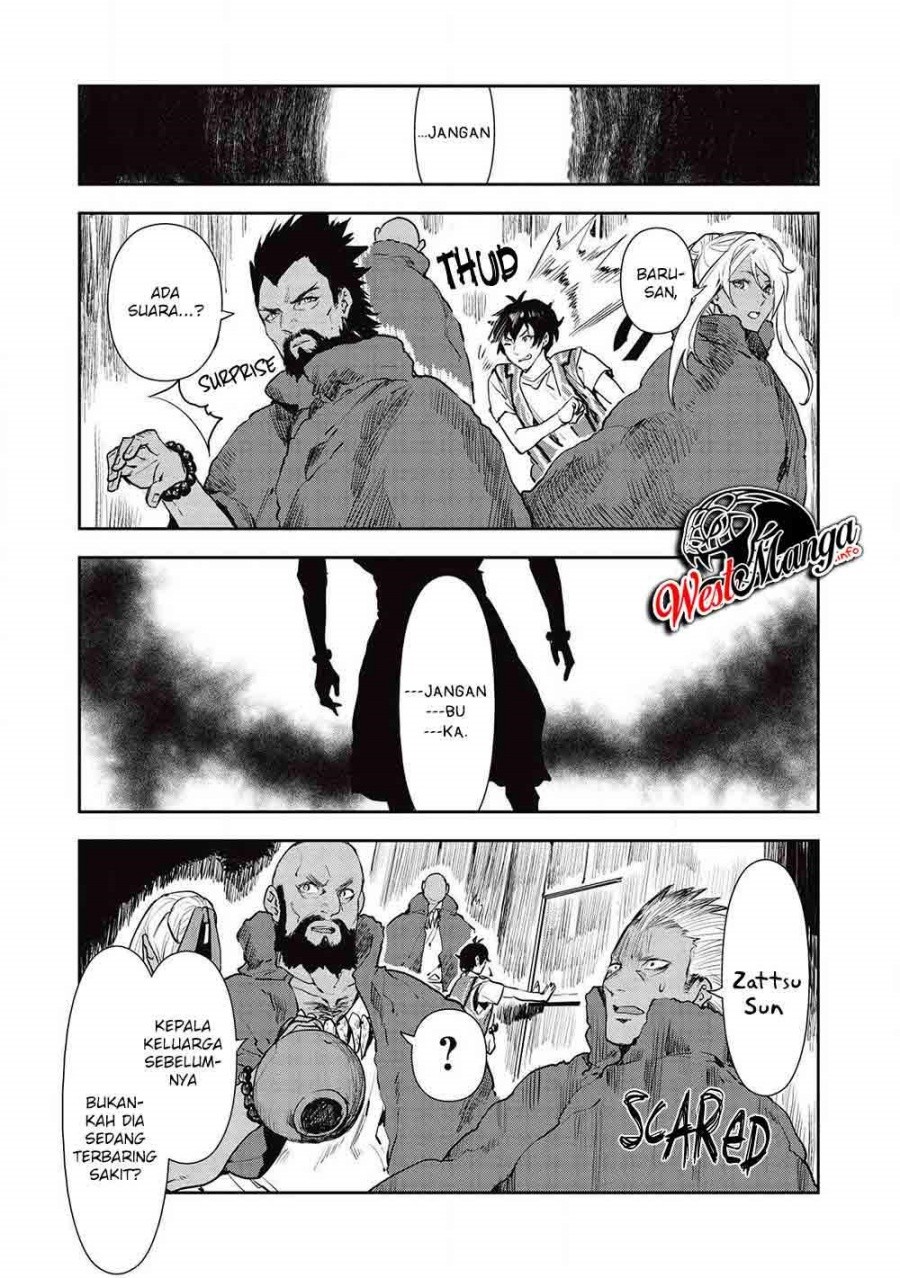 ...JANGAN
BARU-
SAN,
THUD
ADA
SUARA...?
SURPRISE
WestManga
.info
---JANGAN
---BU
---KA.
Zattsu
Sun
?
SCARED
KEPALA
KELUARGA
SEBELUM-
NYA
BUKAN-
KAH DIA
SEDANG
TERBARING
SAKIT?